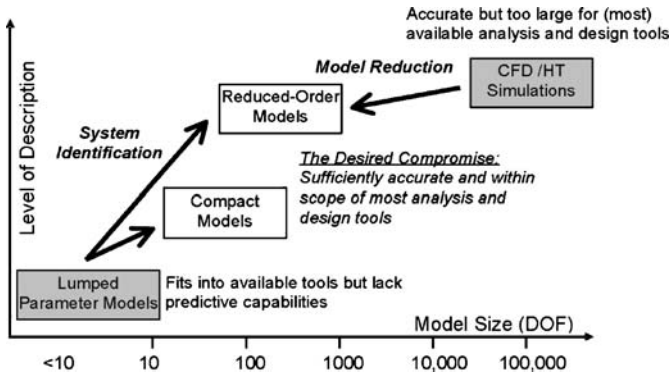 Accurate but too large for (most)
available analysis and design tools
Model Reduction
CFD /HT
Simulations
Reduced-Order
Models
System
Identification
The Desired Compromise:
Sufficiently accurate and within
scope of most analysis and
design tools
Compact
Models
Level of Description
Lumped
Parameter Models
Fits into available tools but lack
predictive capabilities
Model Size (DOF)
<10 10 100 1000 10,000 100,000